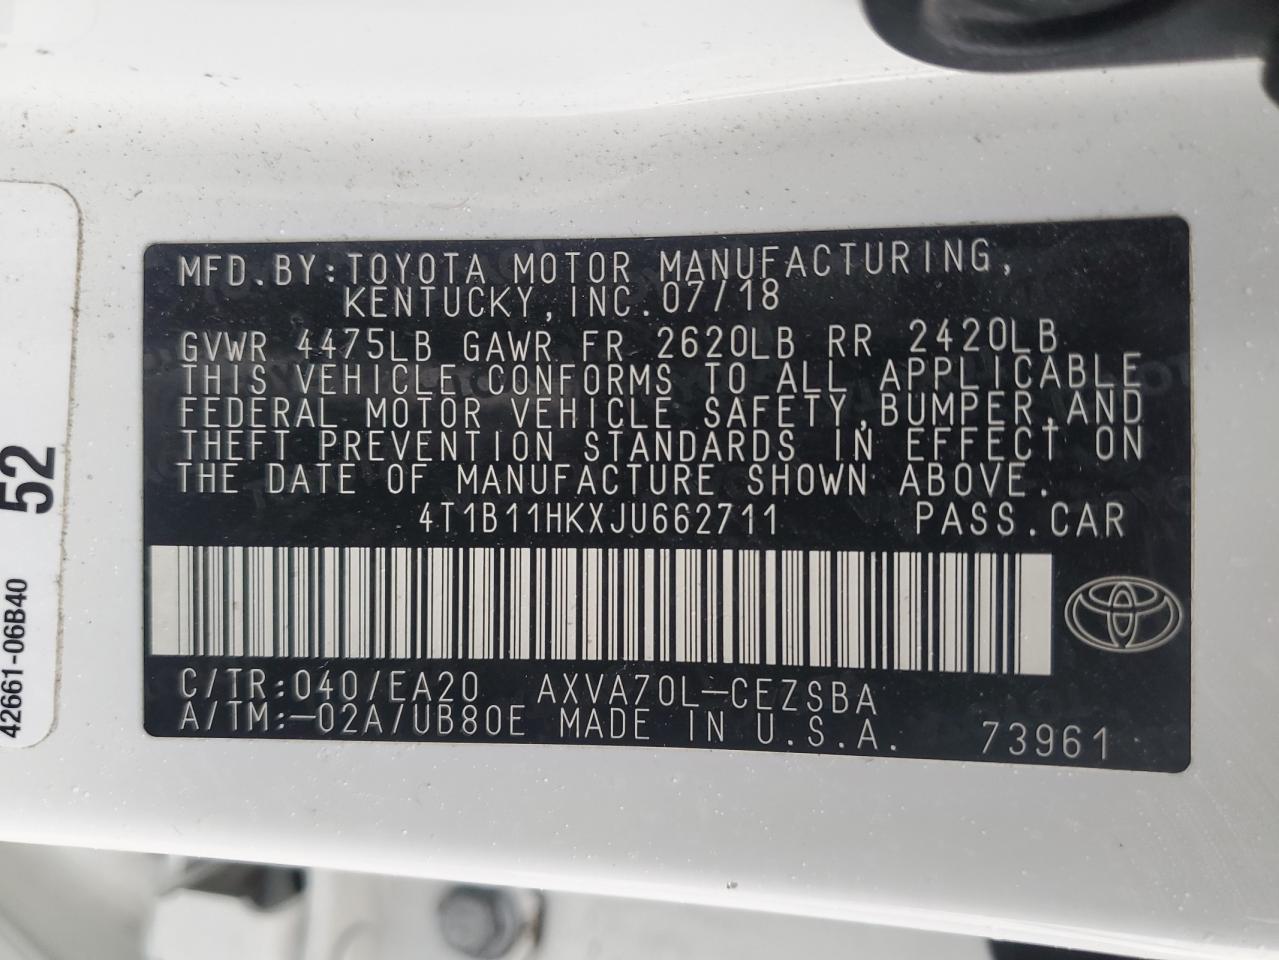 MFD.BY:TOYOTA MOTOR MANUFACTURING,
KENTUCKY,INC.07/18
GVWR 4475LB GAWR FR 2620LB RR 2420LB
THIS VEHICLE CONFORMS TO ALL APPLICABLE
FEDERAL MOTOR VEHICLE SAFETY,BUMPER,AND
THEFT PREVENTION STANDARDS IN EFFECT ON
THE DATE OF MANUFACTURE SHOWN ABOVE.
4T1B11HKXJU662711 PASS.CAR
C/TR:040/EA20 AXVA70L-CEZSBA
A/TM:-02A/UB80E MADE IN U.S.A. 73961
52
42661-06B40